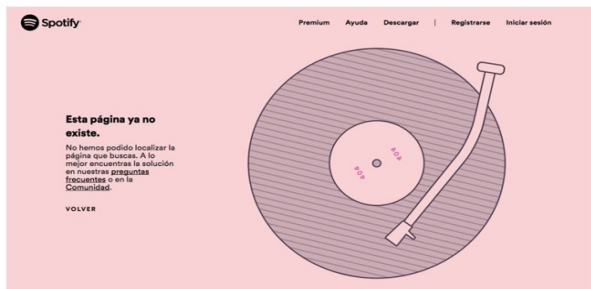 Spotify
Premium Ayuda Descargar | Registrarse Iniciar sesión
Esta página ya no
existe.
No hemos podido localizar la
página que buscas. A lo
mejor encuentras la solución
en nuestras preguntas
frecuentes o en la
Comunidad.
VOLVER
404
404